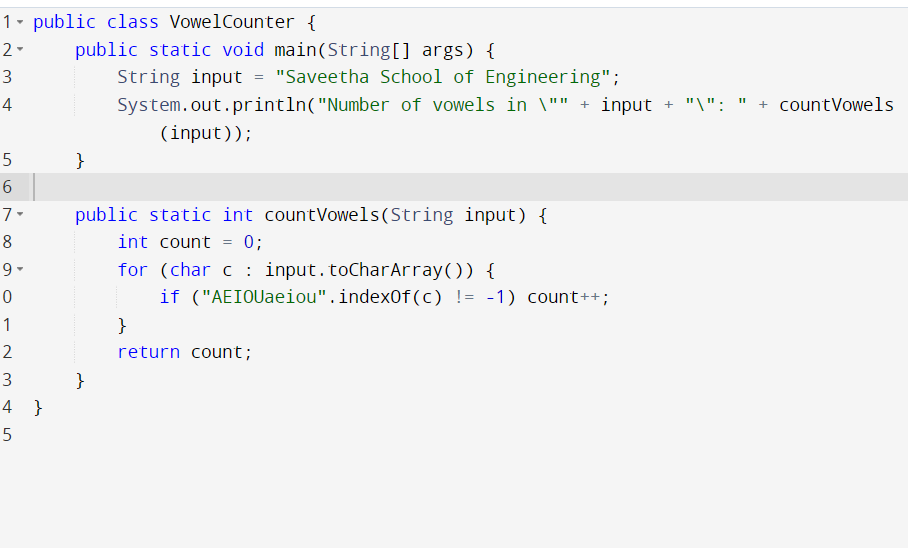 1 public class VowelCounter {
2     public static void main(String[] args) {
3         String input = "Saveetha School of Engineering";
4         System.out.println("Number of vowels in \"" + input + "\": " + countVowels
            (input));
5     }
6
7     public static int countVowels(String input) {
8         int count = 0;
9         for (char c : input.toCharArray()) {
0             if ("AEIOUaeiou".indexOf(c) != -1) count++;
1         }
2         return count;
3     }
4 }
5